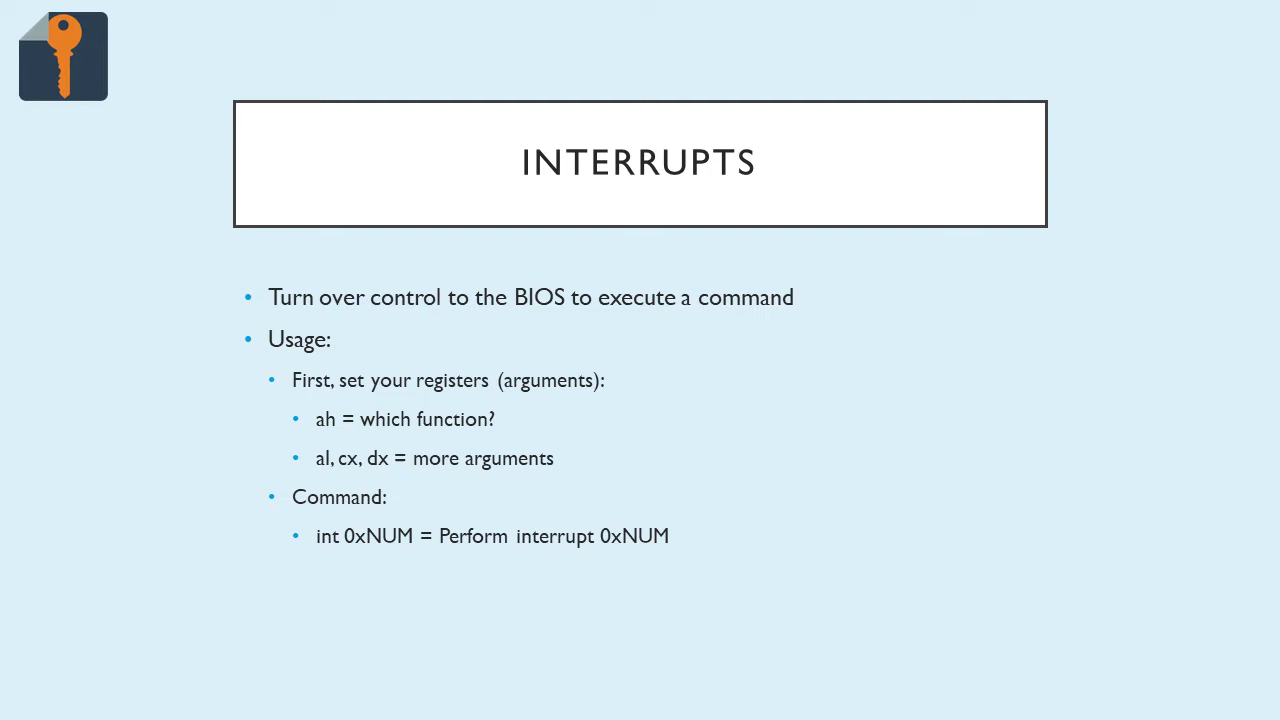 INTERRUPTS
• Turn over control to the BIOS to execute a command
• Usage:
• First, set your registers (arguments):
• ah = which function?
• al, cx, dx = more arguments
• Command:
• int 0xNUM = Perform interrupt 0xNUM